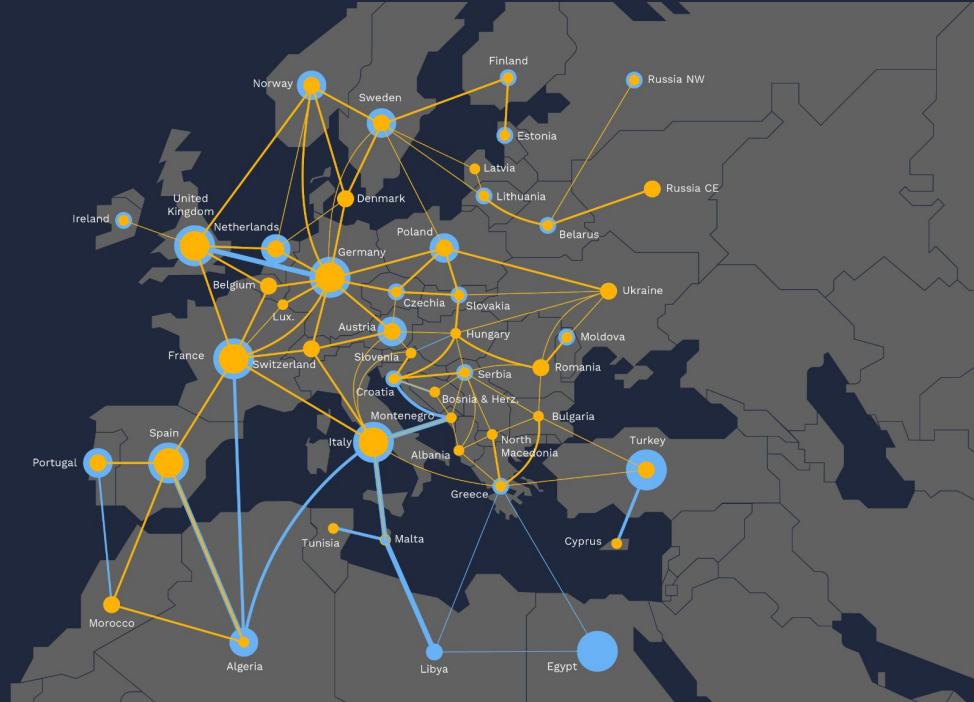 Finland
Norway
Russia NW
Sweden
Estonia
Latvia
Russia CE
Lithuania
United
Kingdom
Denmark
Ireland
Netherlands
Poland
Belarus
Germany
Belgium
Ukraine
Czechia
Slovakia
Lux.
Austria
Hungary
Moldova
France
Slovenia
Switzerland
Romania
Serbia
Croatia
Bosnia & Herz.
Montenegro
Bulgaria
Spain
Italy
North
Macedonia
Turkey
Albania
Portugal
Greece
Malta
Cyprus
Tunisia
Morocco
Algeria
Libya
Egypt